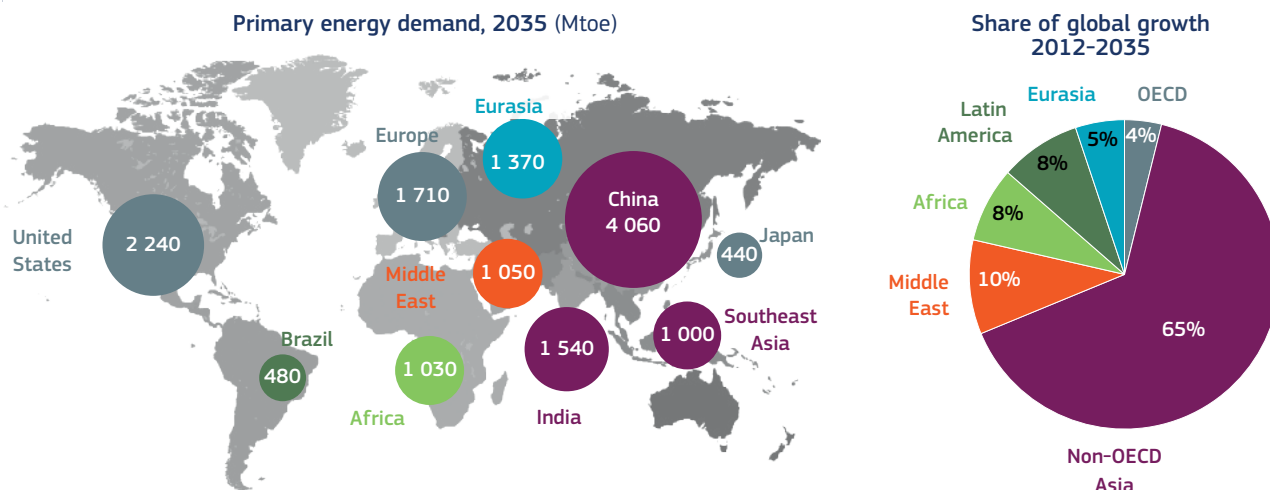 Primary energy demand, 2035 (Mtoe)
Eurasia
1 370
Europe
1 710
China
4 060
United
States
2 240
Japan
440
Middle
East
1 050
Southeast
Asia
1 000
Brazil
480
1 540
India
1 030
Africa
Share of global growth
2012-2035
Eurasia
OECD
Latin
America
5%
4%
8%
Africa
8%
Middle
East
10%
65%
Non-OECD
Asia